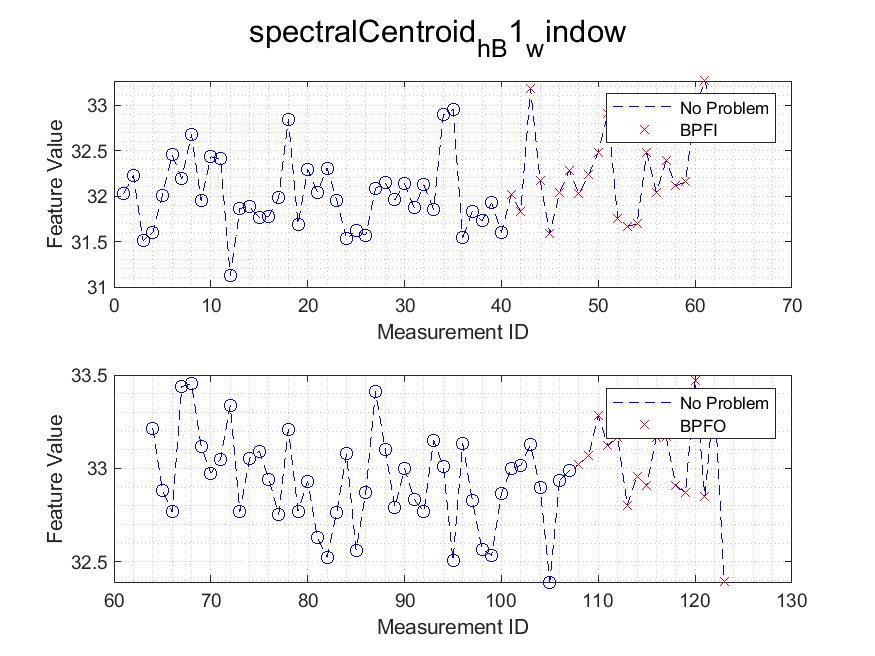 spectralCentroid_hB1_window
33
32.5
32
31.5
31
Feature Value
No Problem
BPFI
0 10 20 30 40 50 60 70
Measurement ID
33.5
33
32.5
Feature Value
No Problem
BPFO
60 70 80 90 100 110 120 130
Measurement ID